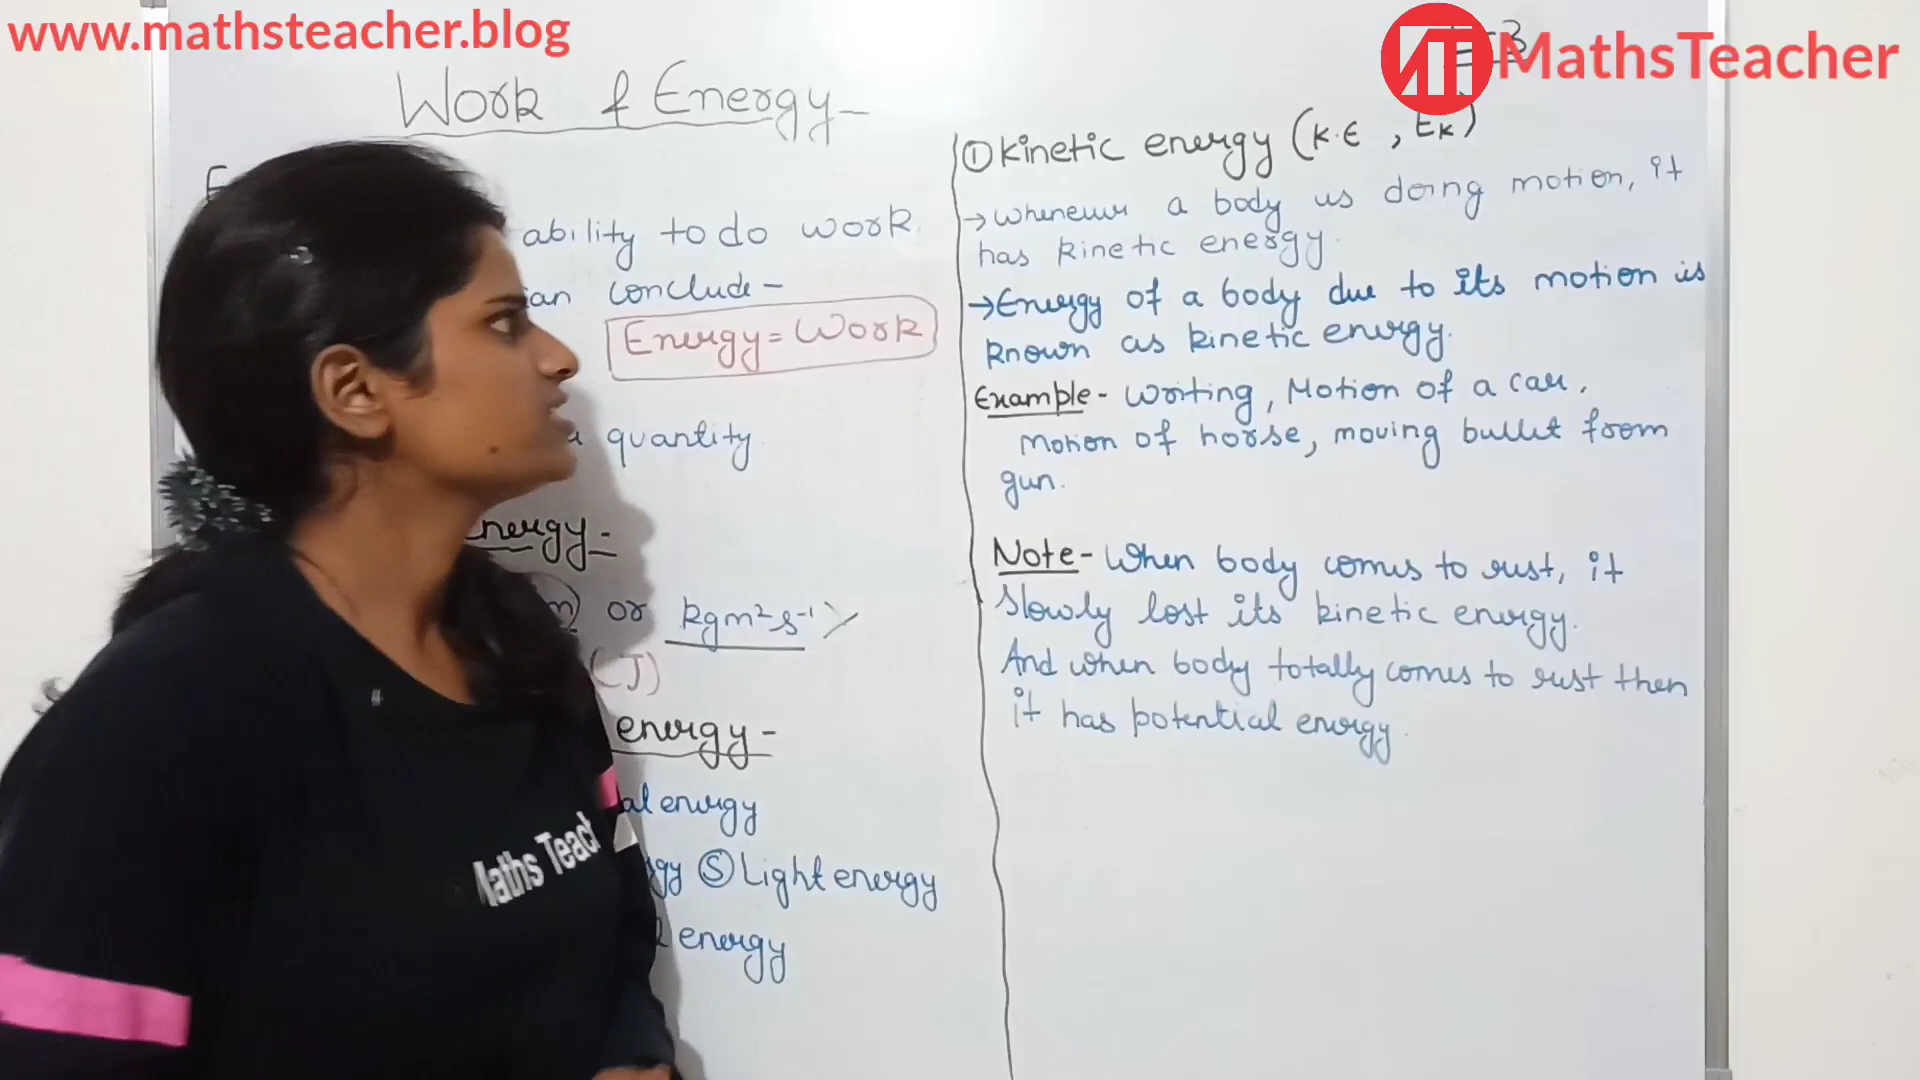 www.mathsteacher.blog
MathsTeacher
Work & Energy-
ability to do work.
conclude-
Energy = Work
quantity
Energy-
or kgm²s⁻¹
(J)
energy-
energy
⑤ Light energy
energy
Maths Teach
① Kinetic energy (K.E, EK)
→ Whenever a body is doing motion, it
has kinetic energy.
→ Energy of a body due to its motion is
known as kinetic energy.
Example- Writing, Motion of a car,
Motion of horse, moving bullet from
gun.
Note- When body comes to rest, it
slowly lost its kinetic energy.
And when body totally comes to rest then
it has potential energy.